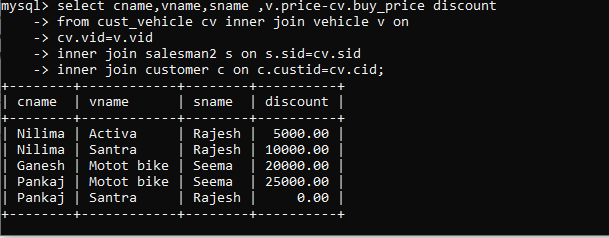 mysql> select cname,vname,sname ,v.price-cv.buy_price discount
    -> from cust_vehicle cv inner join vehicle v on
    -> cv.vid=v.vid
    -> inner join salesman2 s on s.sid=cv.sid
    -> inner join customer c on c.custid=cv.cid;
+--------+------------+--------+----------+
| cname  | vname      | sname  | discount |
+--------+------------+--------+----------+
| Nilima | Activa     | Rajesh |  5000.00 |
| Nilima | Santra     | Rajesh | 10000.00 |
| Ganesh | Motot bike | Seema  | 20000.00 |
| Pankaj | Motot bike | Seema  | 25000.00 |
| Pankaj | Santra     | Rajesh |     0.00 |
+--------+------------+--------+----------+